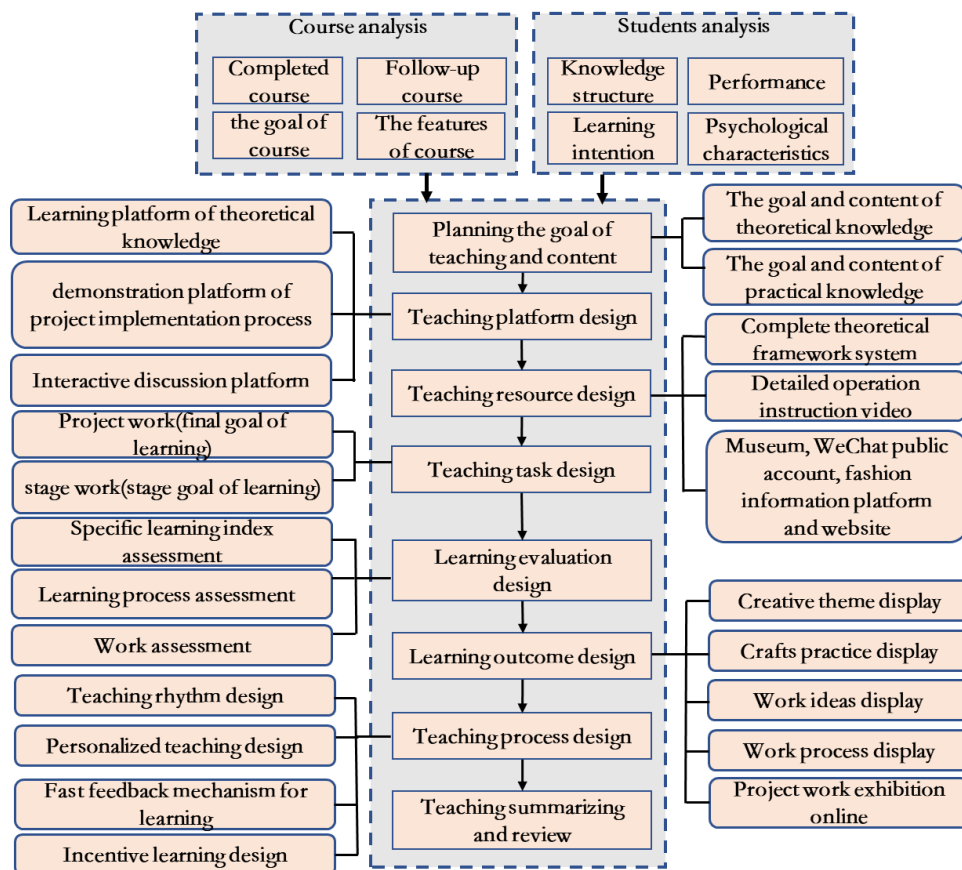 Course analysis
Completed
course
Follow-up
course
the goal of
course
The features
of course
Students analysis
Knowledge
structure
Performance
Learning
intention
Psychological
characteristics
Learning platform of theoretical
knowledge
demonstration platform of
project implementation process
Interactive discussion platform
Project work(final goal of
learning)
stage work(stage goal of learning)
Specific learning index
assessment
Learning process assessment
Work assessment
Teaching rhythm design
Personalized teaching design
Fast feedback mechanism for
learning
Incentive learning design
Planning the goal of
teaching and content
Teaching platform design
Teaching resource design
Teaching task design
Learning evaluation
design
Learning outcome design
Teaching process design
Teaching summarizing
and review
The goal and content of
theoretical knowledge
The goal and content of
practical knowledge
Complete theoretical
framework system
Detailed operation
instruction video
Museum, WeChat public
account, fashion
information platform
and website
Creative theme display
Crafts practice display
Work ideas display
Work process display
Project work exhibition
online